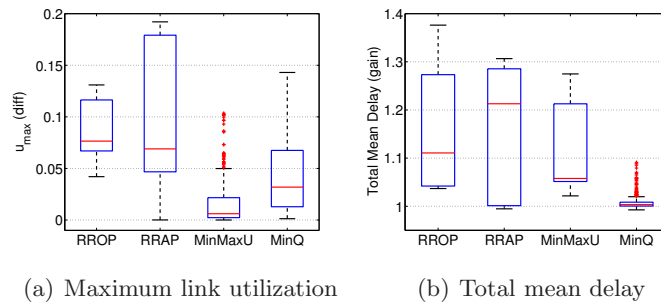 0.2
0.15
0.1
0.05
0
u_max (diff)
RROP RRAP MinMaxU MinQ
1.4
1.3
1.2
1.1
1
Total Mean Delay (gain)
RROP RRAP MinMaxU MinQ
(a) Maximum link utilization
(b) Total mean delay